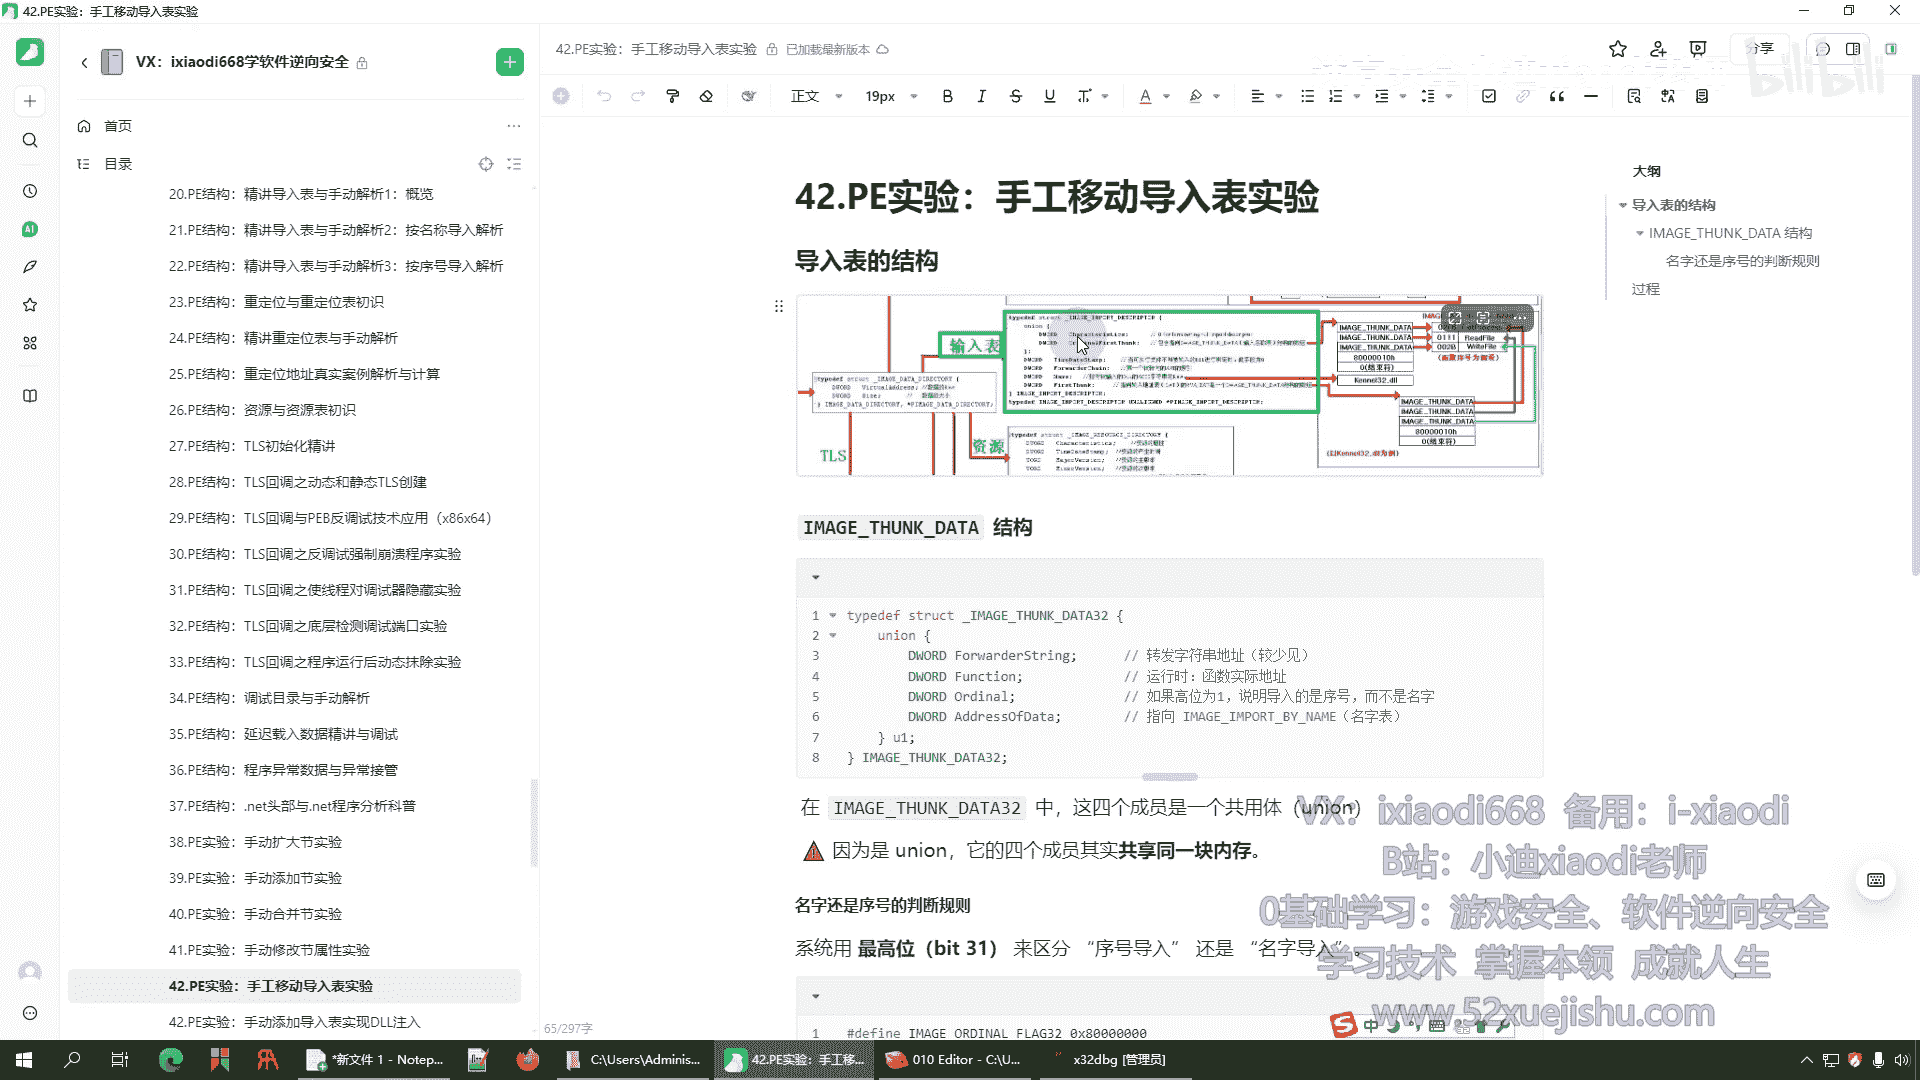 42.PE实验：手工移动导入表实验
VX：ixiaodi668学软件逆向安全
首页
目录
20.PE结构：精讲导入表与手动解析1：概览
21.PE结构：精讲导入表与手动解析2：按名称导入解析
22.PE结构：精讲导入表与手动解析3：按序号导入解析
23.PE结构：重定位与重定位表初识
24.PE结构：精讲重定位表与手动解析
25.PE结构：重定位地址真实案例解析与计算
26.PE结构：资源与资源表初识
27.PE结构：TLS初始化精讲
28.PE结构：TLS回调之动态和静态TLS创建
29.PE结构：TLS回调与PEB反调试技术应用（x86x64）
30.PE结构：TLS回调之反调试强制崩溃程序实验
31.PE结构：TLS回调之使线程对调试器隐藏实验
32.PE结构：TLS回调之底层检测调试端口实验
33.PE结构：TLS回调之程序运行后动态抹除实验
34.PE结构：调试目录与手动解析
35.PE结构：延迟载入数据精讲与调试
36.PE结构：程序异常数据与异常接管
37.PE结构：.net头部与.net程序分析科普
38.PE实验：手动扩大节实验
39.PE实验：手动添加节实验
40.PE实验：手动合并节实验
41.PE实验：手动修改节属性实验
42.PE实验：手工移动导入表实验
42.PE实验：手动添加导入表实现DLL注入
42.PE实验：手工移动导入表实验 已加载最新版本
分享
bilibili
正文 19px
42.PE实验：手工移动导入表实验
导入表的结构
输入表
资源
TLS
IMAGE_THUNK_DATA
IMAGE_THUNK_DATA
IMAGE_THUNK_DATA
80000010h
0(结束符)
Kennel32.dll
ReadFile
WriteFile
IMAGE_THUNK_DATA
IMAGE_THUNK_DATA
80000010h
0(结束符)
IMAGE_THUNK_DATA 结构
1 typedef struct _IMAGE_THUNK_DATA32 {
2 union {
3 DWORD ForwarderString; // 转发字符串地址（较少见）
4 DWORD Function; // 运行时：函数实际地址
5 DWORD Ordinal; // 如果高位为1，说明导入的是序号，而不是名字
6 DWORD AddressOfData; // 指向 IMAGE_IMPORT_BY_NAME（名字表）
7 } u1;
8 } IMAGE_THUNK_DATA32;
在 IMAGE_THUNK_DATA32 中，这四个成员是一个共用体（union）
因为是 union，它的四个成员其实共享同一块内存。
名字还是序号的判断规则
系统用 最高位（bit 31） 来区分 “序号导入” 还是 “名字导入”。
1 #define IMAGE_ORDINAL_FLAG32 0x80000000
65/297字
大纲
导入表的结构
IMAGE_THUNK_DATA 结构
名字还是序号的判断规则
过程
VX：ixiaodi668 备用：i-xiaodi
B站：小迪xiaodi老师
0基础学习：游戏安全、软件逆向安全
学习技术 掌握本领 成就人生
www.52xuejishu.com
中
*新文件 1 - Notep...
C:\Users\Adminis...
42.PE实验：手工移...
010 Editor - C:\U...
x32dbg [管理员]